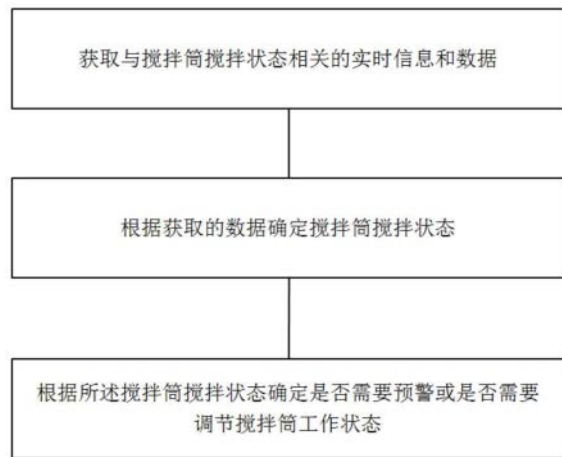 获取与搅拌筒搅拌状态相关的实时信息和数据
根据获取的数据确定搅拌筒搅拌状态
根据所述搅拌筒搅拌状态确定是否需要预警或是否需要
调节搅拌筒工作状态